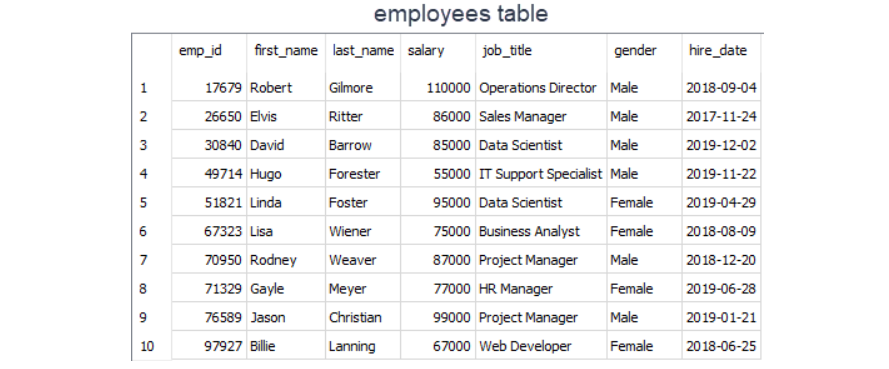 employees table
emp_id first_name last_name salary job_title gender hire_date
1 17679 Robert Gilmore 110000 Operations Director Male 2018-09-04
2 26650 Elvis Ritter 86000 Sales Manager Male 2017-11-24
3 30840 David Barrow 85000 Data Scientist Male 2019-12-02
4 49714 Hugo Forester 55000 IT Support Specialist Male 2019-11-22
5 51821 Linda Foster 95000 Data Scientist Female 2019-04-29
6 67323 Lisa Wiener 75000 Business Analyst Female 2018-08-09
7 70950 Rodney Weaver 87000 Project Manager Male 2018-12-20
8 71329 Gayle Meyer 77000 HR Manager Female 2019-06-28
9 76589 Jason Christian 99000 Project Manager Male 2019-01-21
10 97927 Billie Lanning 67000 Web Developer Female 2018-06-25